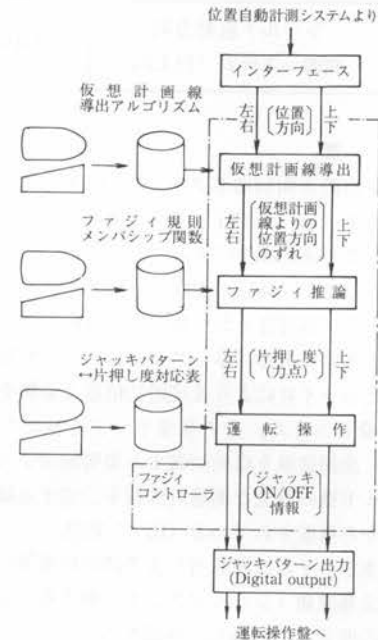 位置自動計測システムより
インターフェース
左右
〔位置方向〕
上下
仮想計画線
導出アルゴリズム
仮想計画線導出
左右
〔仮想計画
線よりの
位置方向
のずれ〕
上下
ファジィ規則
メンバシップ関数
ファジィ推論
左右
〔片押し度
(力点)〕
上下
ジャッキパターン
↔片押し度対応表
運転操作
ファジィ
コントローラ
〔ジャッキ
ON/OFF
情報〕
ジャッキパターン出力
(Digital output)
運転操作盤へ